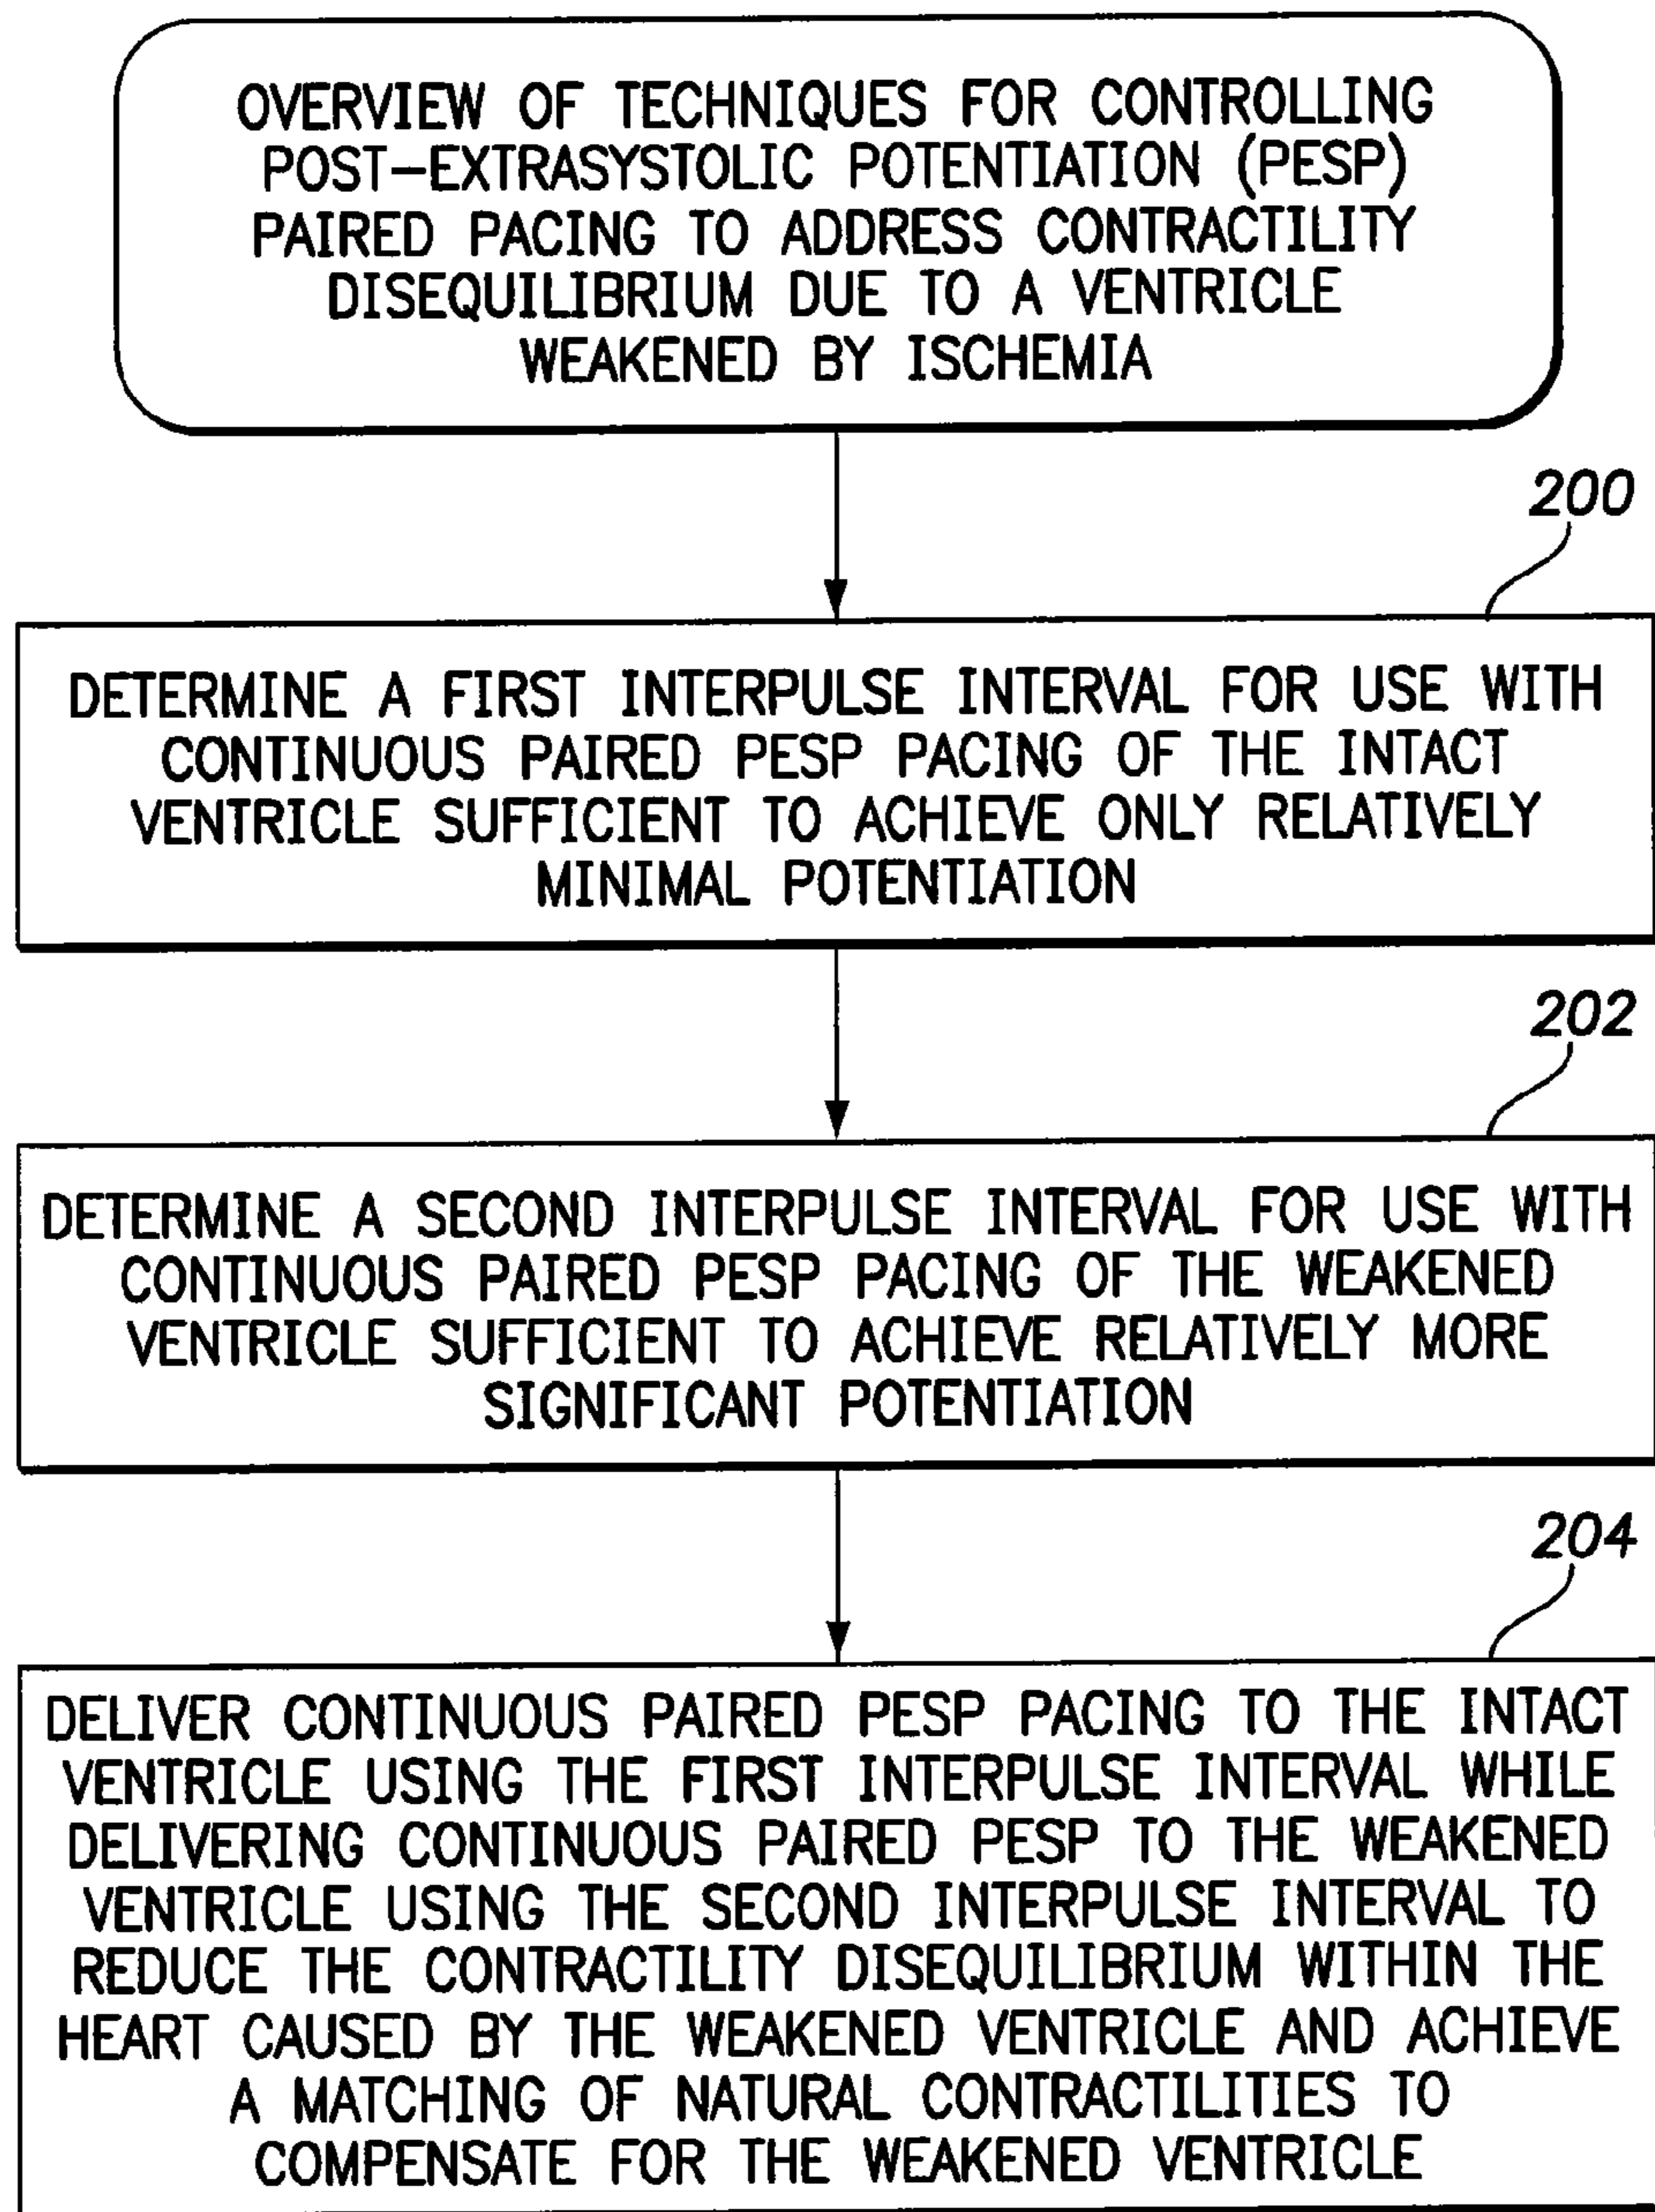 OVERVIEW OF TECHNIQUES FOR CONTROLLING
POST-EXTRASYSTOLIC POTENTIATION (PESP)
PAIRED PACING TO ADDRESS CONTRACTILITY
DISEQUILIBRIUM DUE TO A VENTRICLE
WEAKENED BY ISCHEMIA
200
DETERMINE A FIRST INTERPULSE INTERVAL FOR USE WITH
CONTINUOUS PAIRED PESP PACING OF THE INTACT
VENTRICLE SUFFICIENT TO ACHIEVE ONLY RELATIVELY
MINIMAL POTENTIATION
202
DETERMINE A SECOND INTERPULSE INTERVAL FOR USE WITH
CONTINUOUS PAIRED PESP PACING OF THE WEAKENED
VENTRICLE SUFFICIENT TO ACHIEVE RELATIVELY MORE
SIGNIFICANT POTENTIATION
204
DELIVER CONTINUOUS PAIRED PESP PACING TO THE INTACT
VENTRICLE USING THE FIRST INTERPULSE INTERVAL WHILE
DELIVERING CONTINUOUS PAIRED PESP TO THE WEAKENED
VENTRICLE USING THE SECOND INTERPULSE INTERVAL TO
REDUCE THE CONTRACTILITY DISEQUILIBRIUM WITHIN THE
HEART CAUSED BY THE WEAKENED VENTRICLE AND ACHIEVE
A MATCHING OF NATURAL CONTRACTILITIES TO
COMPENSATE FOR THE WEAKENED VENTRICLE